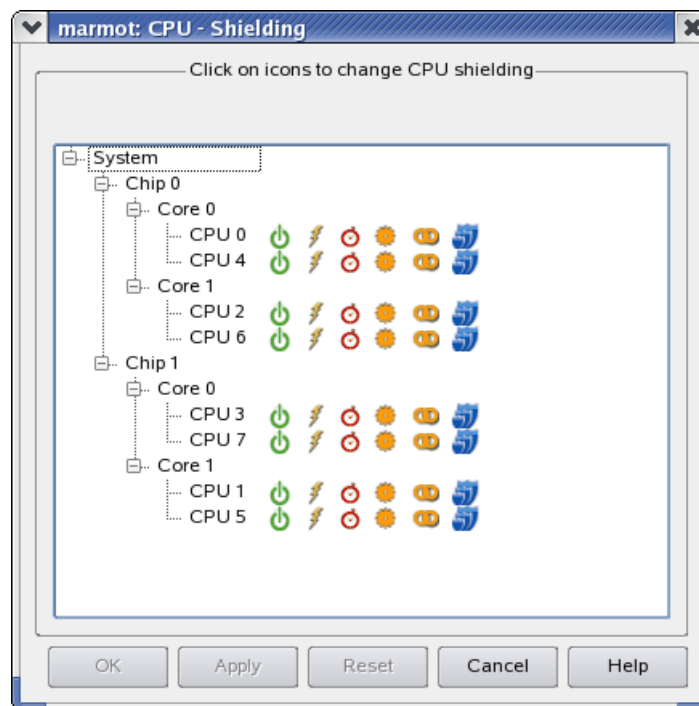 marmot: CPU - Shielding
Click on icons to change CPU shielding
System
Chip 0
Core 0
CPU 0
CPU 4
Core 1
CPU 2
CPU 6
Chip 1
Core 0
CPU 3
CPU 7
Core 1
CPU 1
CPU 5
OK Apply Reset Cancel Help